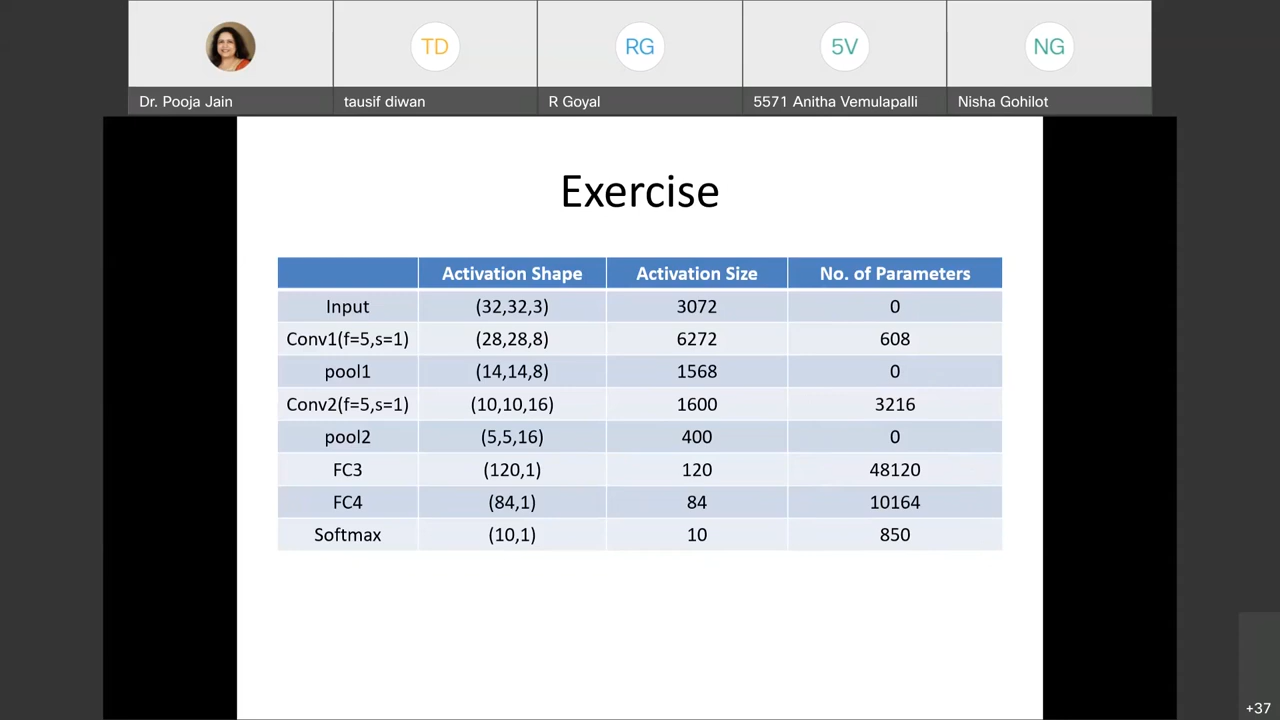 TD
RG
5V
NG
Dr. Pooja Jain
tausif diwan
R Goyal
5571 Anitha Vemulapalli
Nisha Gohilot
Exercise
Activation Shape Activation Size No. of Parameters
Input (32,32,3) 3072 0
Conv1(f=5,s=1) (28,28,8) 6272 608
pool1 (14,14,8) 1568 0
Conv2(f=5,s=1) (10,10,16) 1600 3216
pool2 (5,5,16) 400 0
FC3 (120,1) 120 48120
FC4 (84,1) 84 10164
Softmax (10,1) 10 850
+37